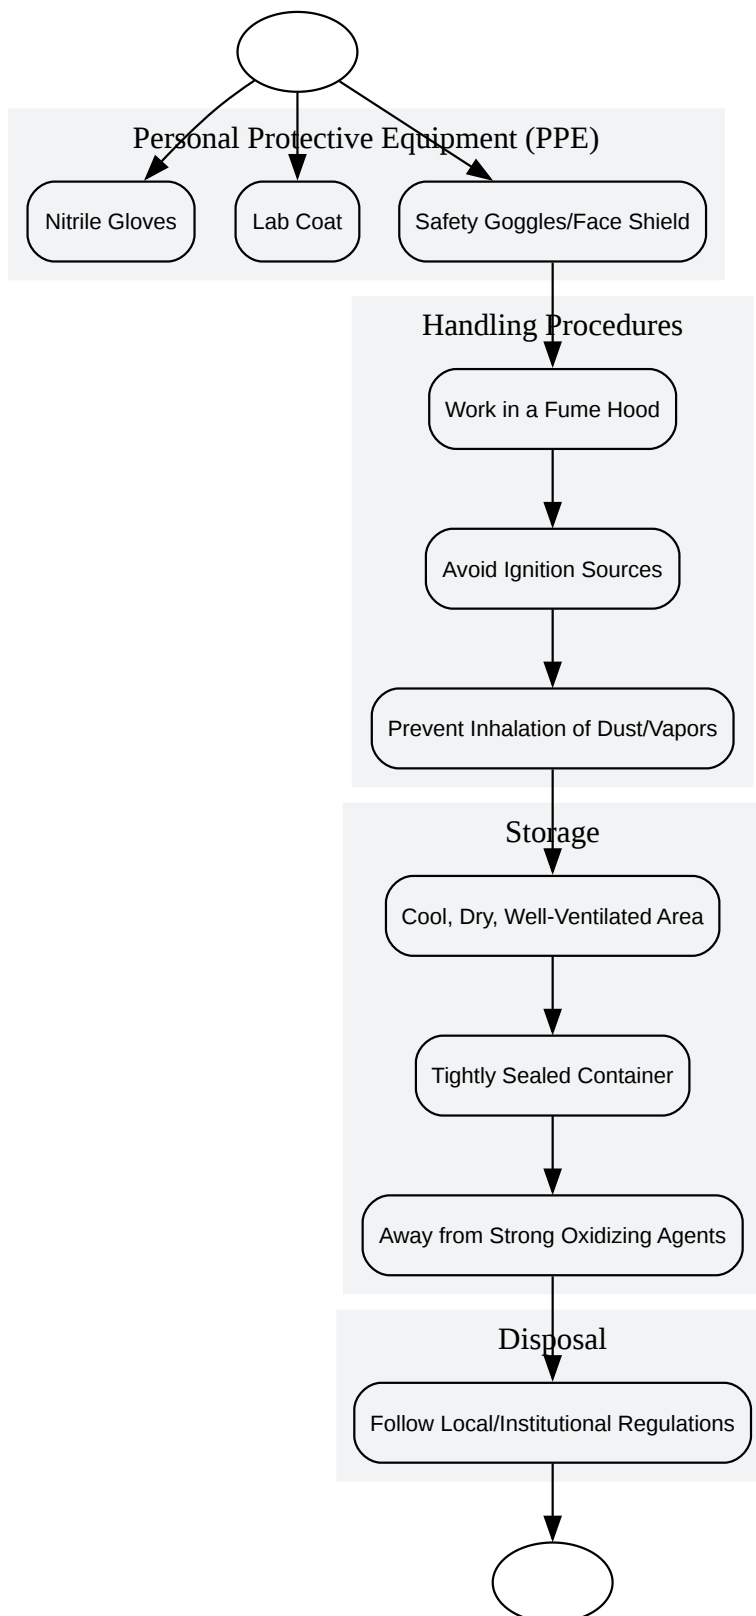 Personal Protective Equipment (PPE)
Nitrile Gloves
Lab Coat
Safety Goggles/Face Shield
Handling Procedures
Work in a Fume Hood
Avoid Ignition Sources
Prevent Inhalation of Dust/Vapors
Storage
Cool, Dry, Well-Ventilated Area
Tightly Sealed Container
Away from Strong Oxidizing Agents
Disposal
Follow Local/Institutional Regulations